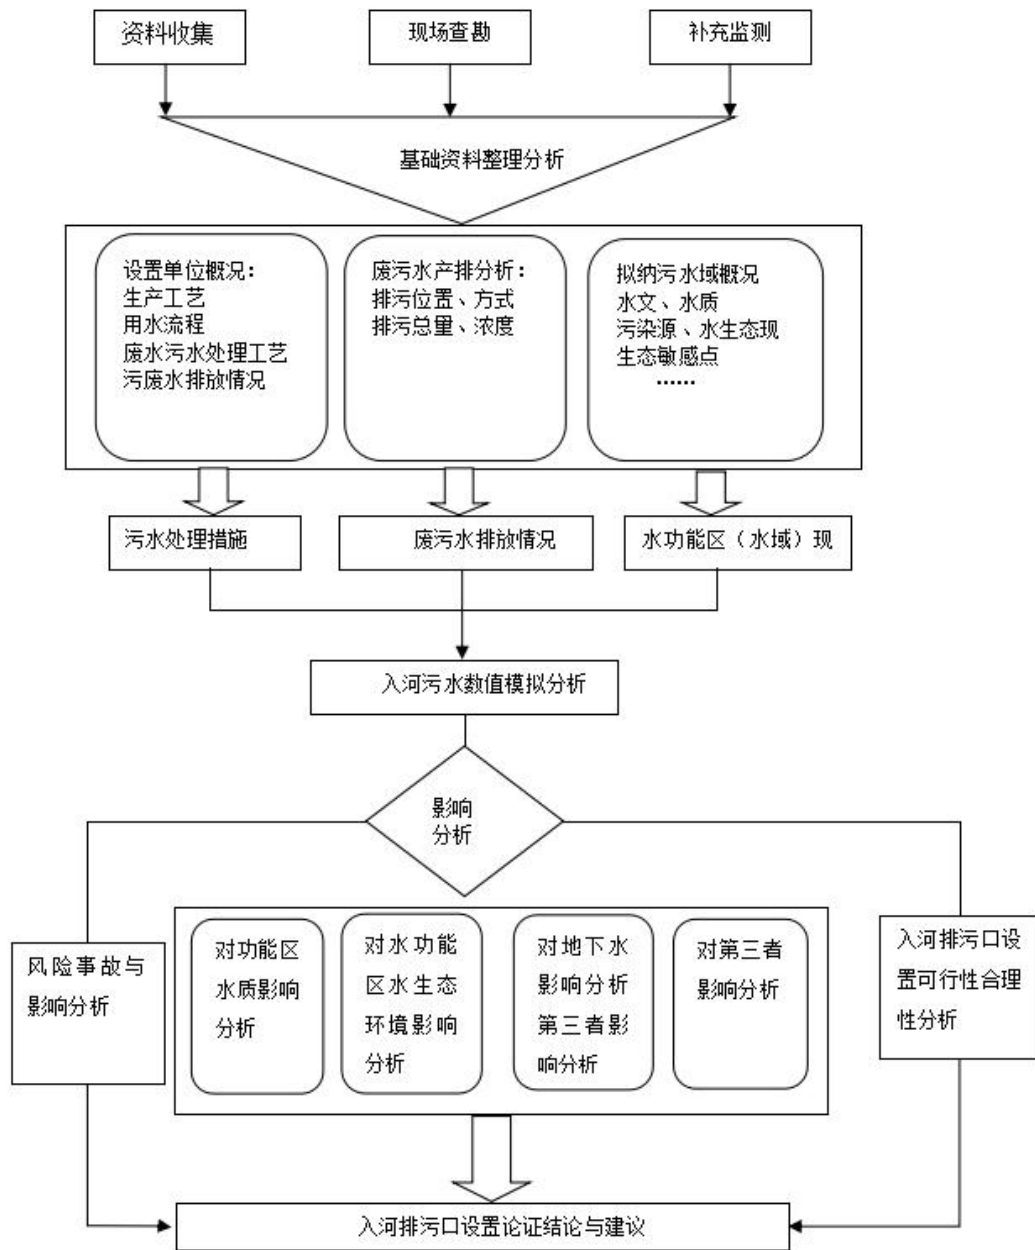 资料收集
现场查勘
补充监测
基础资料整理分析
设置单位概况：
生产工艺
用水流程
废水污水处理工艺
污废水排放情况
废污水产排分析：
排污位置、方式
排污总量、浓度
拟纳污水域概况
水文、水质
污染源、水生态现
生态敏感点
……
污水处理措施
废污水排放情况
水功能区（水域）现
入河污水数值模拟分析
影响
分析
风险事故与
影响分析
对功能区
水质影响
分析
对水功能
区水生态
环境影响
分析
对地下水
影响分析
第三者影
响分析
对第三者
影响分析
入河排污口设
置可行性合理
性分析
入河排污口设置论证结论与建议